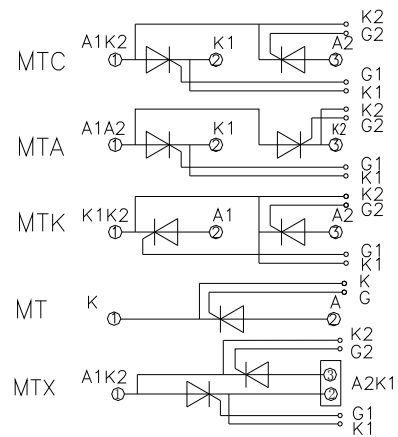 K2
A1K2 K1 A2 G2
MTC ① ② ③
G1
K1
A1A2 K1 K2 K2
G2
MTA ① ② ③
G1
K1
K2
K1K2 A1 A2 G2
MTK ① ② ③
G1
K1
K A K
G
MT ① ②
K2
G2
A1K2 ③ A2K1
MTX ① ②
G1
K1